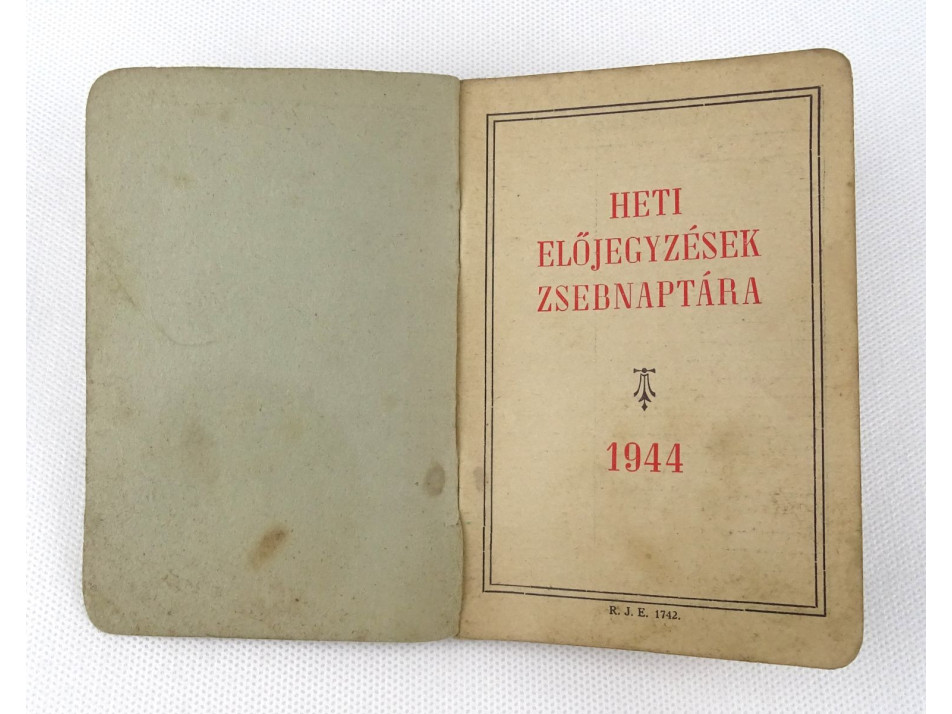 HETI
ELŐJEGYZÉSEK
ZSEBNAPTÁRA
1944
R. J. E. 1742.